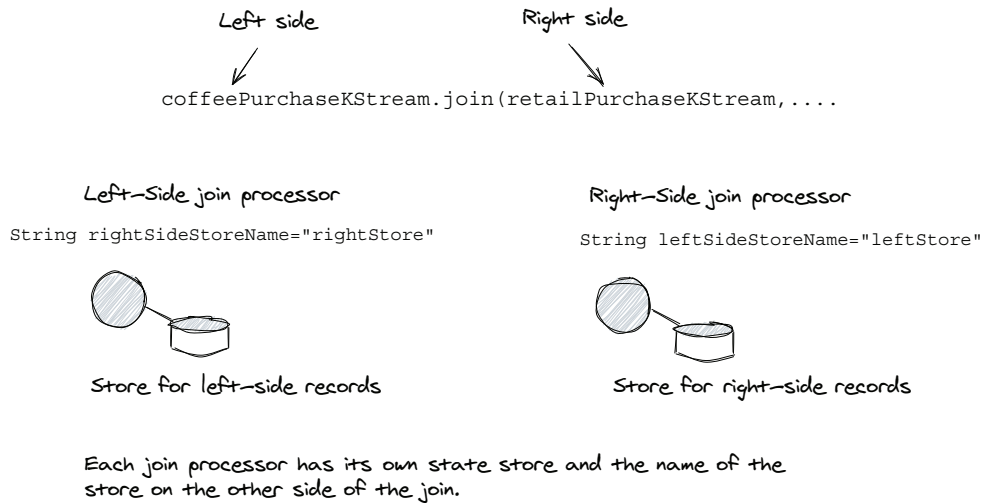 Left side
Right side
coffeePurchaseKStream.join(retailPurchaseKStream,....
Left-Side join processor
Right-Side join processor
String rightSideStoreName="rightStore"
String leftSideStoreName="leftStore"
Store for left-side records
Store for right-side records
Each join processor has its own state store and the name of the
store on the other side of the join.